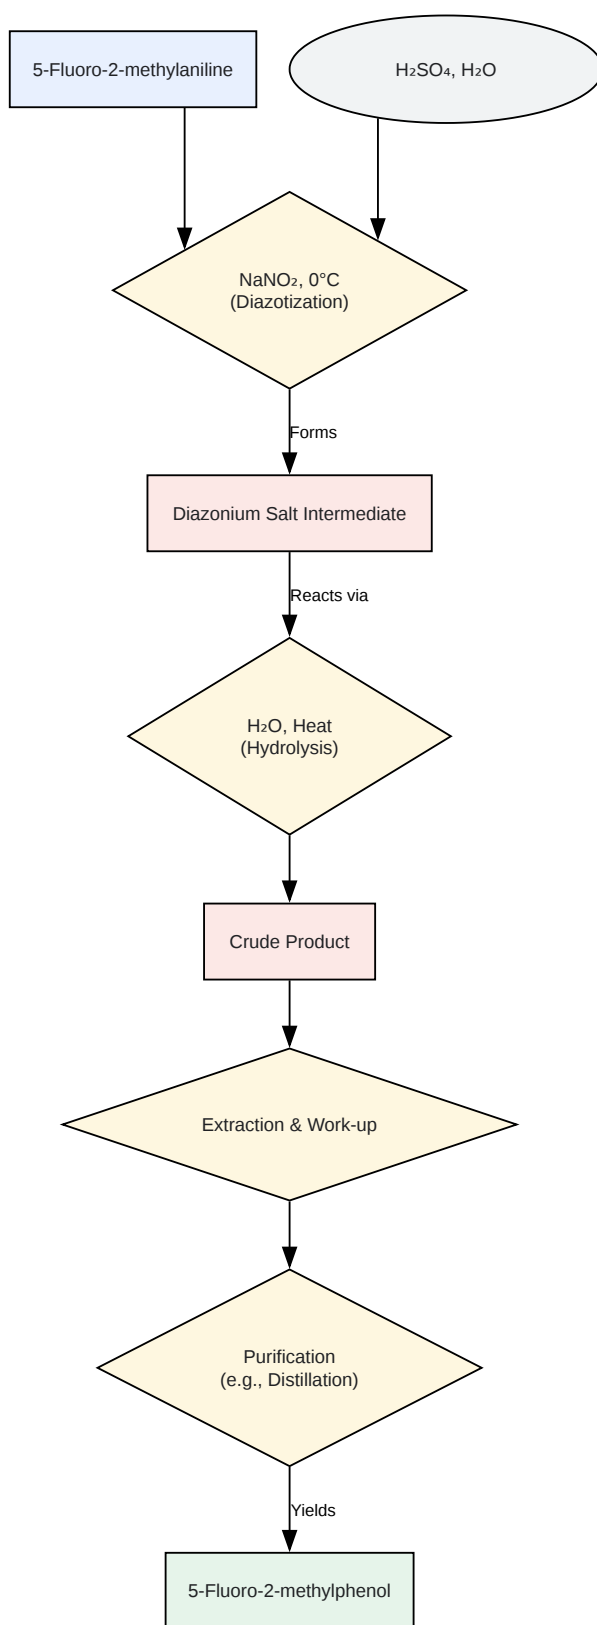 5-Fluoro-2-methylaniline
H₂SO₄, H₂O
NaNO₂, 0°C
(Diazotization)
Forms
Diazonium Salt Intermediate
Reacts via
H₂O, Heat
(Hydrolysis)
Crude Product
Extraction & Work-up
Purification
(e.g., Distillation)
Yields
5-Fluoro-2-methylphenol